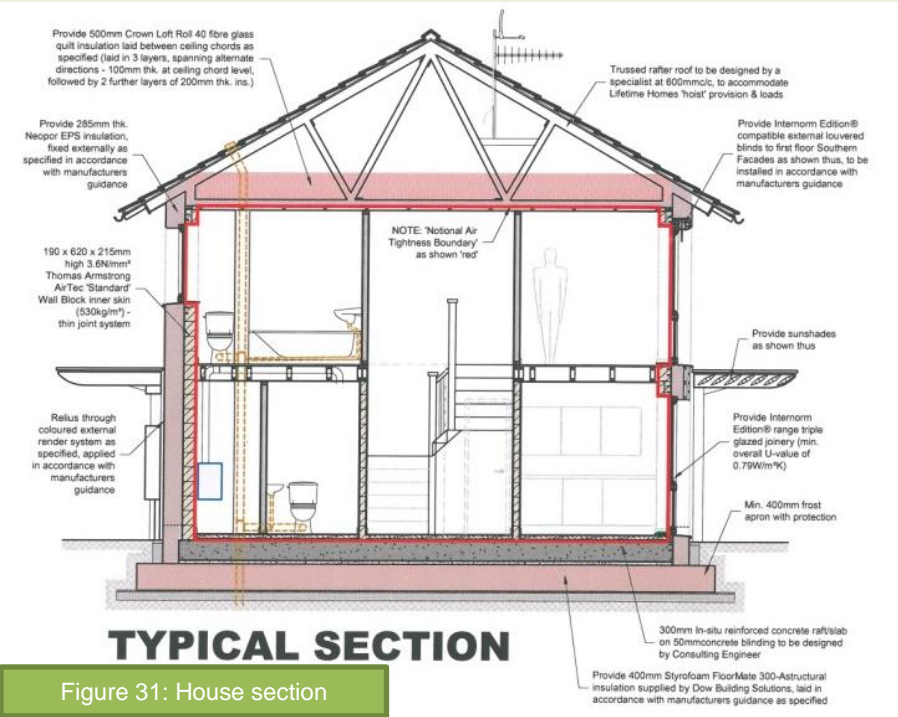 Provide 500mm Crown Loft Roll 40 fibre glass
quilt insulation laid between ceiling chords as
specified (laid in 3 layers, spanning alternate
directions - 100mm thk. at ceiling chord level,
followed by 2 further layers of 200mm thk. ins.)
Trussed rafter roof to be designed by a
specialist at 600mmc/c, to accommodate
Lifetime Homes 'hoist' provision & loads
Provide 285mm thk.
Neopor EPS insulation,
fixed externally as
specified in accordance
with manufacturers
guidance
Provide Internorm Edition®
compatible external louvered
blinds to first floor Southern
Facades as shown thus, to be
installed in accordance with
manufacturers guidance
NOTE: 'Notional Air
Tightness Boundary'
as shown 'red'
190 x 620 x 215mm
high 3.6N/mm²
Thomas Armstrong
AirTec 'Standard'
Wall Block inner skin
(530kg/m³) -
thin joint system
Provide sunshades
as shown thus
Relius through
coloured external
render system as
specified, applied
in accordance with
manufacturers
guidance
Provide Internorm
Edition® range triple
glazed joinery (min.
overall U-value of
0.79W/m²K)
Min. 400mm frost
apron with protection
300mm In-situ reinforced concrete raft/slab
on 50mmconcrete blinding to be designed
by Consulting Engineer
Provide 400mm Styrofoam FloorMate 300-Astructural
insulation supplied by Dow Building Solutions, laid in
accordance with manufacturers guidance as specified
TYPICAL SECTION
Figure 31: House section